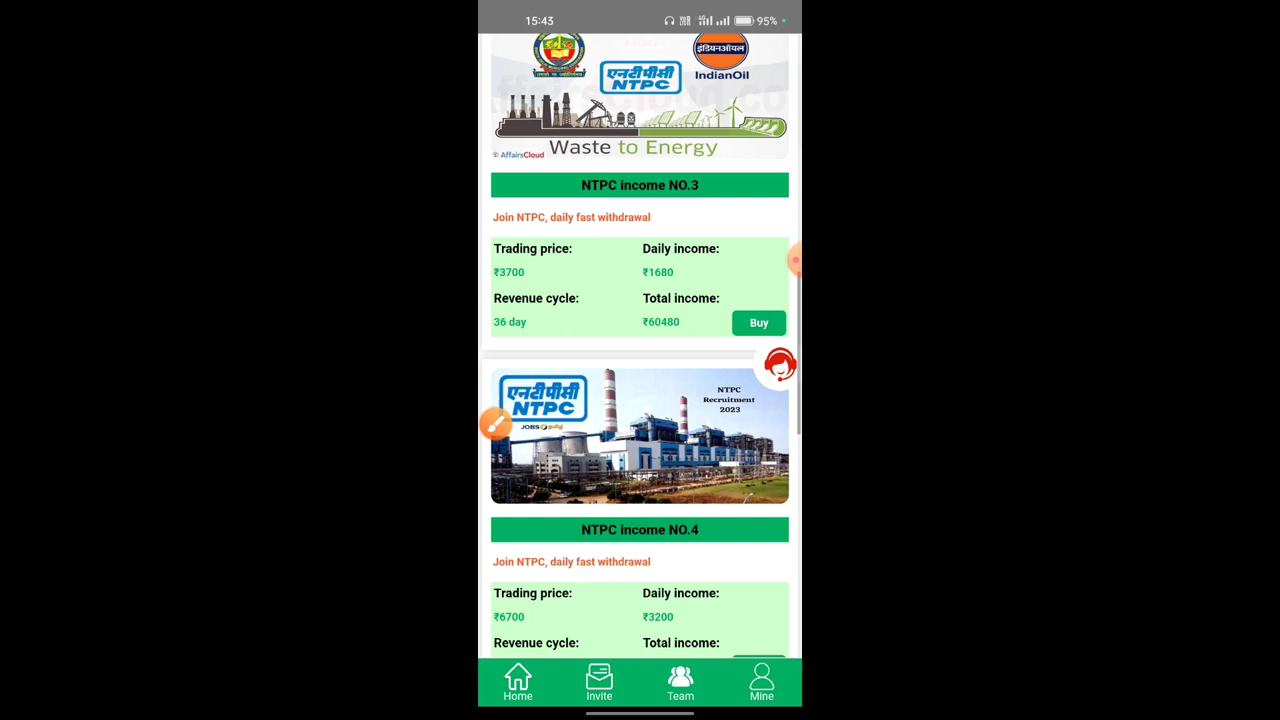 15:43
95%
इंडियनऑयल
IndianOil
एनटीपीसी
NTPC
Waste to Energy
© AffairsCloud
NTPC income NO.3
Join NTPC, daily fast withdrawal
Trading price: Daily income:
₹3700 ₹1680
Revenue cycle: Total income:
36 day ₹60480 Buy
एनटीपीसी
NTPC
JOBS தமிழ்
NTPC
Recruitment
2023
NTPC income NO.4
Join NTPC, daily fast withdrawal
Trading price: Daily income:
₹6700 ₹3200
Revenue cycle: Total income:
Home Invite Team Mine